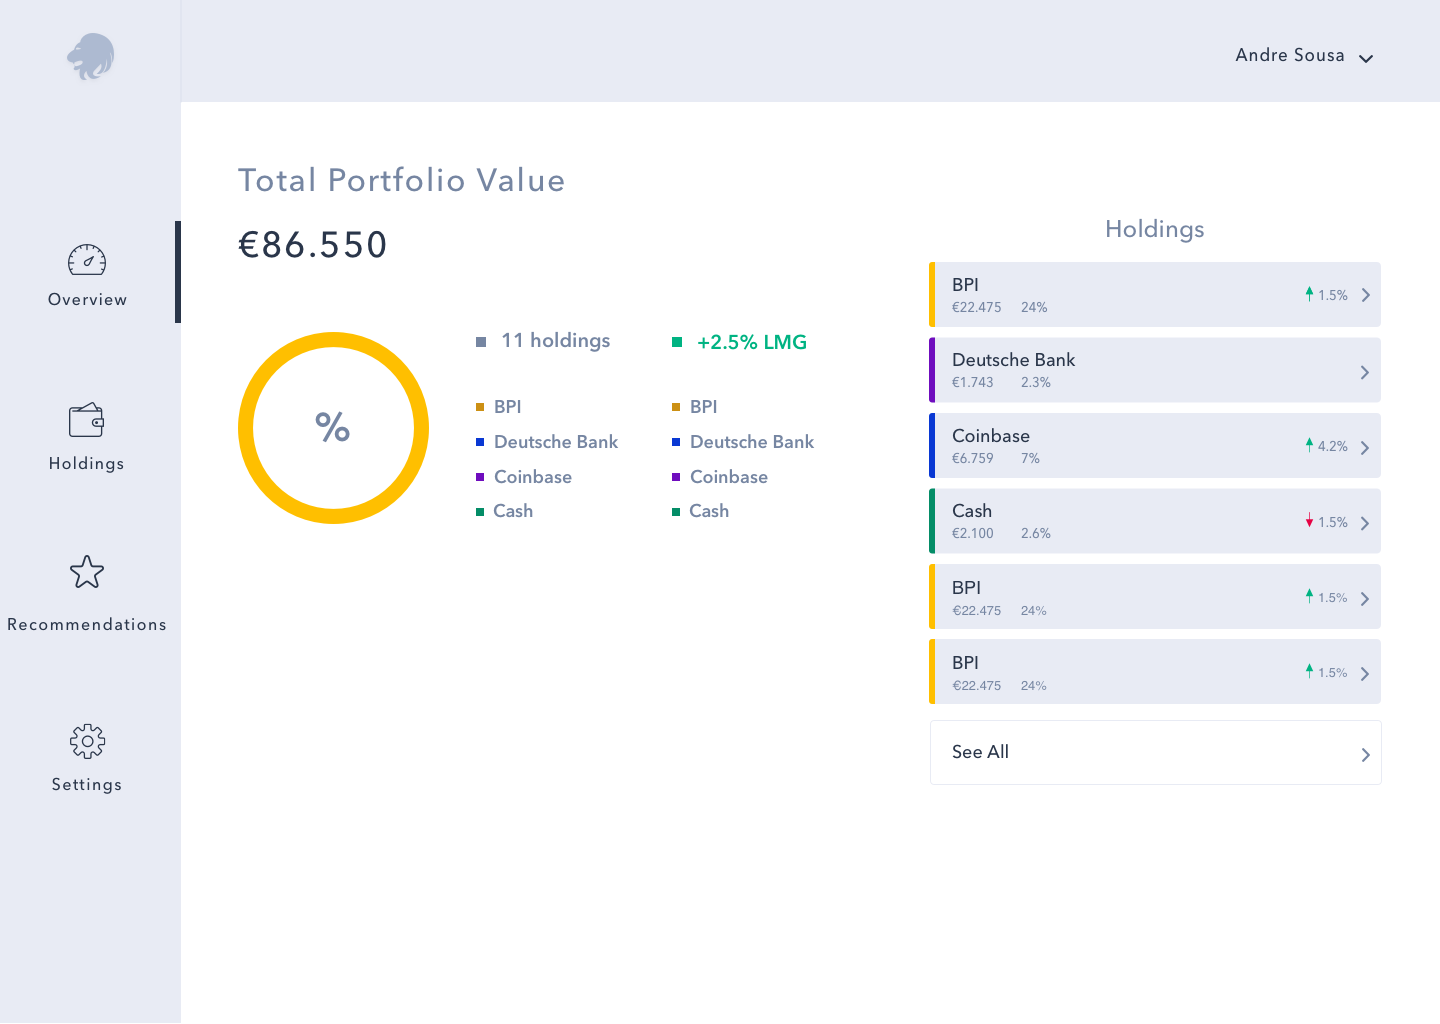 Andre Sousa
Overview
Holdings
Recommendations
Settings
Total Portfolio Value
€86.550
%
11 holdings
BPI
Deutsche Bank
Coinbase
Cash
+2.5% LMG
BPI
Deutsche Bank
Coinbase
Cash
Holdings
BPI
€22.475 24% 1.5%
Deutsche Bank
€1.743 2.3%
Coinbase
€6.759 7% 4.2%
Cash
€2.100 2.6% 1.5%
BPI
€22.475 24% 1.5%
BPI
€22.475 24% 1.5%
See All